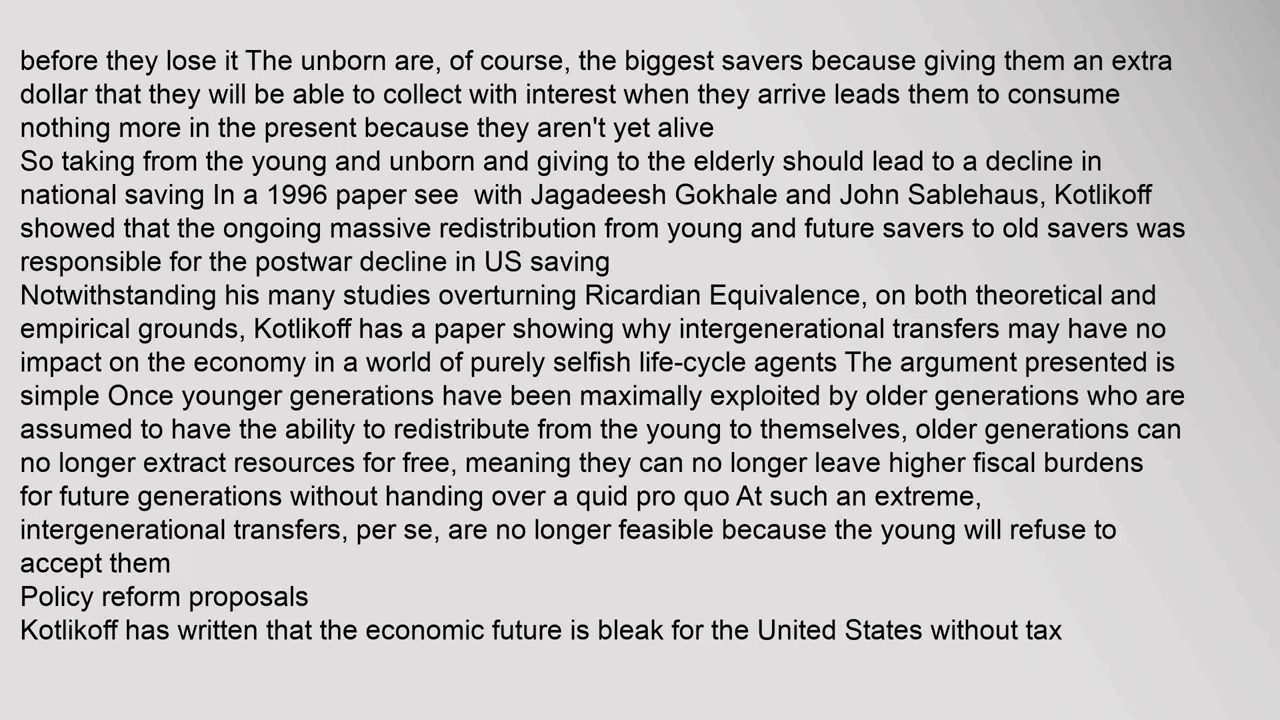 before they lose it The unborn are, of course, the biggest savers because giving them an extra
dollar that they will be able to collect with interest when they arrive leads them to consume
nothing more in the present because they aren't yet alive
So taking from the young and unborn and giving to the elderly should lead to a decline in
national saving In a 1996 paper see  with Jagadeesh Gokhale and John Sablehaus, Kotlikoff
showed that the ongoing massive redistribution from young and future savers to old savers was
responsible for the postwar decline in US saving
Notwithstanding his many studies overturning Ricardian Equivalence, on both theoretical and
empirical grounds, Kotlikoff has a paper showing why intergenerational transfers may have no
impact on the economy in a world of purely selfish life-cycle agents The argument presented is
simple Once younger generations have been maximally exploited by older generations who are
assumed to have the ability to redistribute from the young to themselves, older generations can
no longer extract resources for free, meaning they can no longer leave higher fiscal burdens
for future generations without handing over a quid pro quo At such an extreme,
intergenerational transfers, per se, are no longer feasible because the young will refuse to
accept them
Policy reform proposals
Kotlikoff has written that the economic future is bleak for the United States without tax